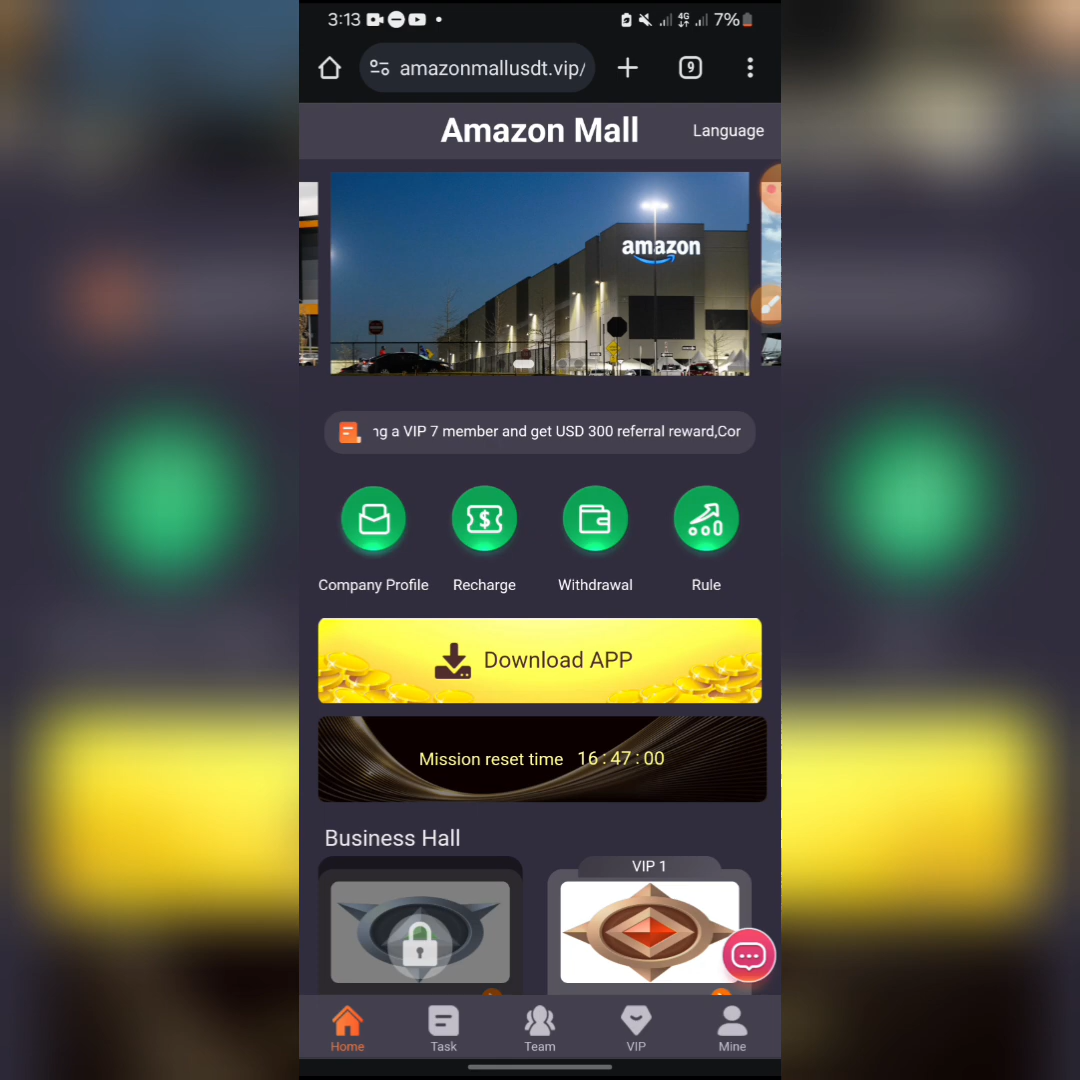 3:13
4G
7%
amazonmallusdt.vip/
9
Amazon Mall
Language
amazon
ng a VIP 7 member and get USD 300 referral reward,Cor
Company Profile
Recharge
Withdrawal
Rule
Download APP
Mission reset time 16:47:00
Business Hall
VIP 1
Home
Task
Team
VIP
Mine